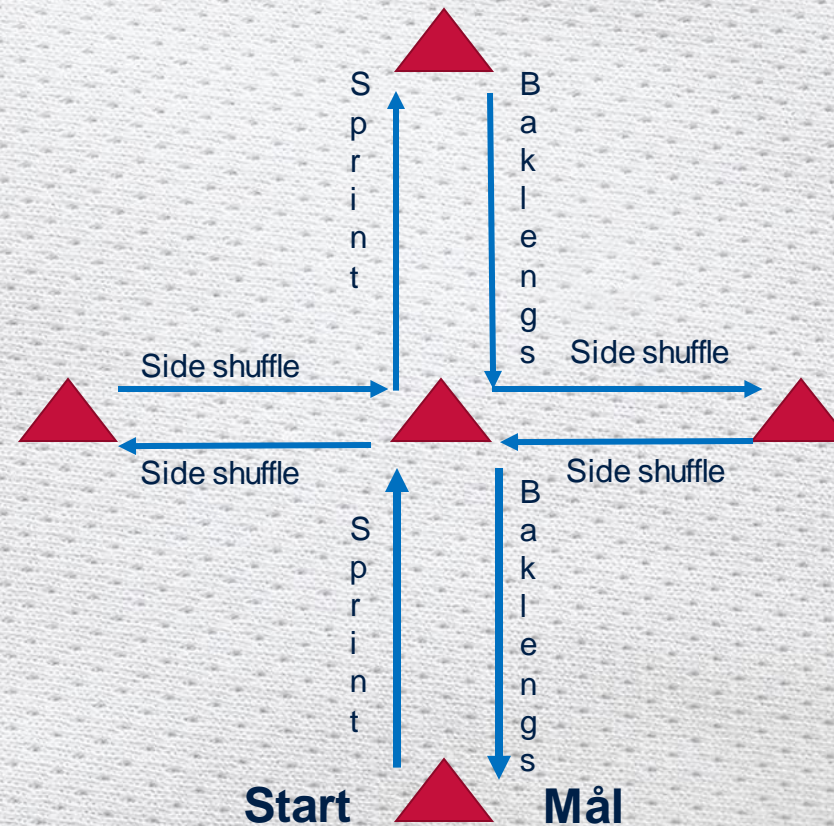 Sprint
Baklengs
Side shuffle
Side shuffle
Side shuffle
Side shuffle
Sprint
Baklengs
Start
Mål